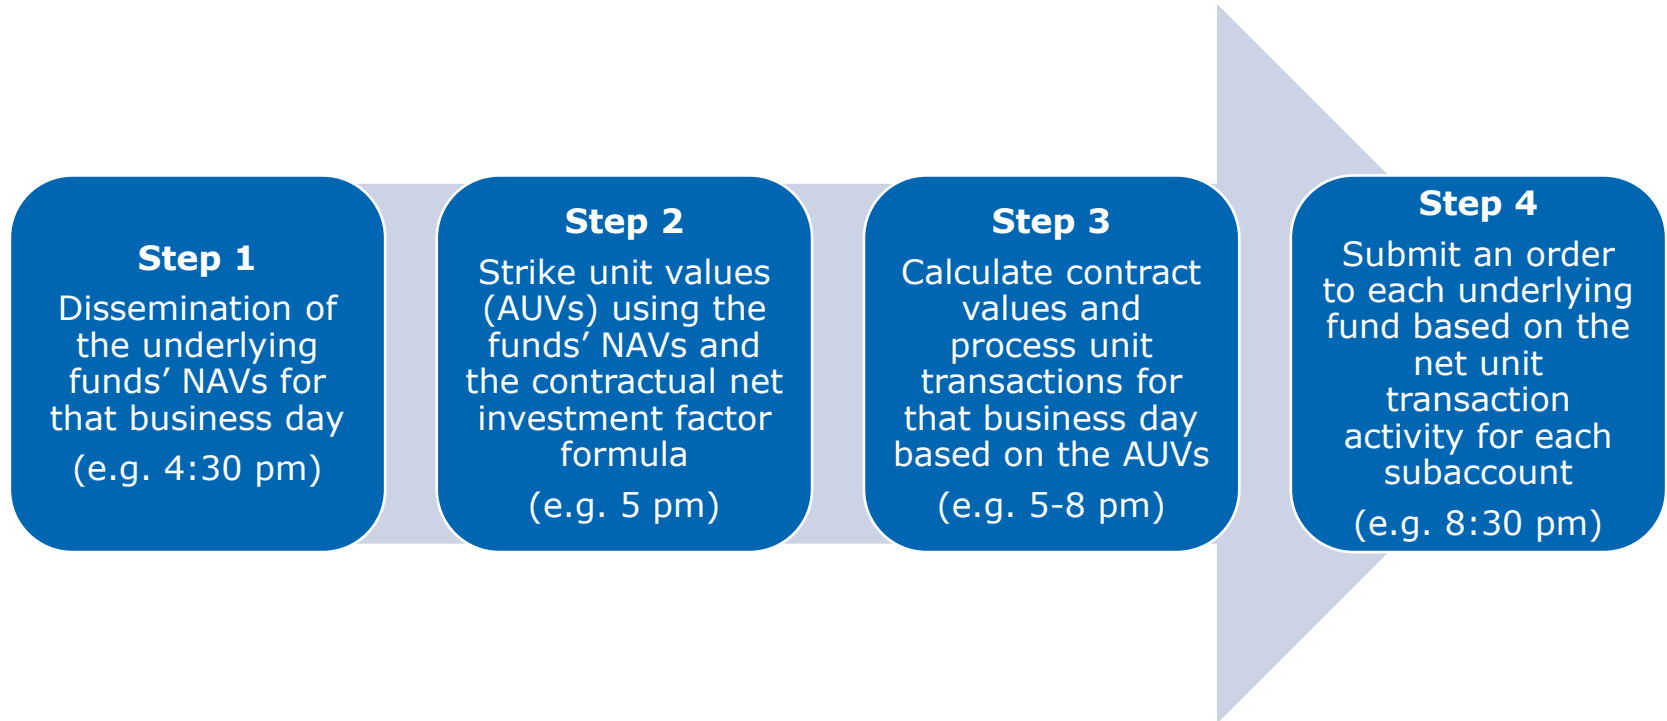 Step 1
Dissemination of
the underlying
funds’ NAVs for
that business day
(e.g. 4:30 pm)
Step 2
Strike unit values
(AUVs) using the
funds’ NAVs and
the contractual net
investment factor
formula
(e.g. 5 pm)
Step 3
Calculate contract
values and
process unit
transactions for
that business day
based on the AUVs
(e.g. 5-8 pm)
Step 4
Submit an order
to each underlying
fund based on the
net unit
transaction
activity for each
subaccount
(e.g. 8:30 pm)